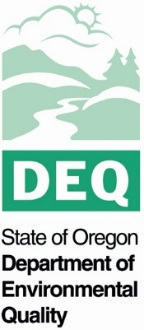 DEQ
State of Oregon
Department of
Environmental
Quality